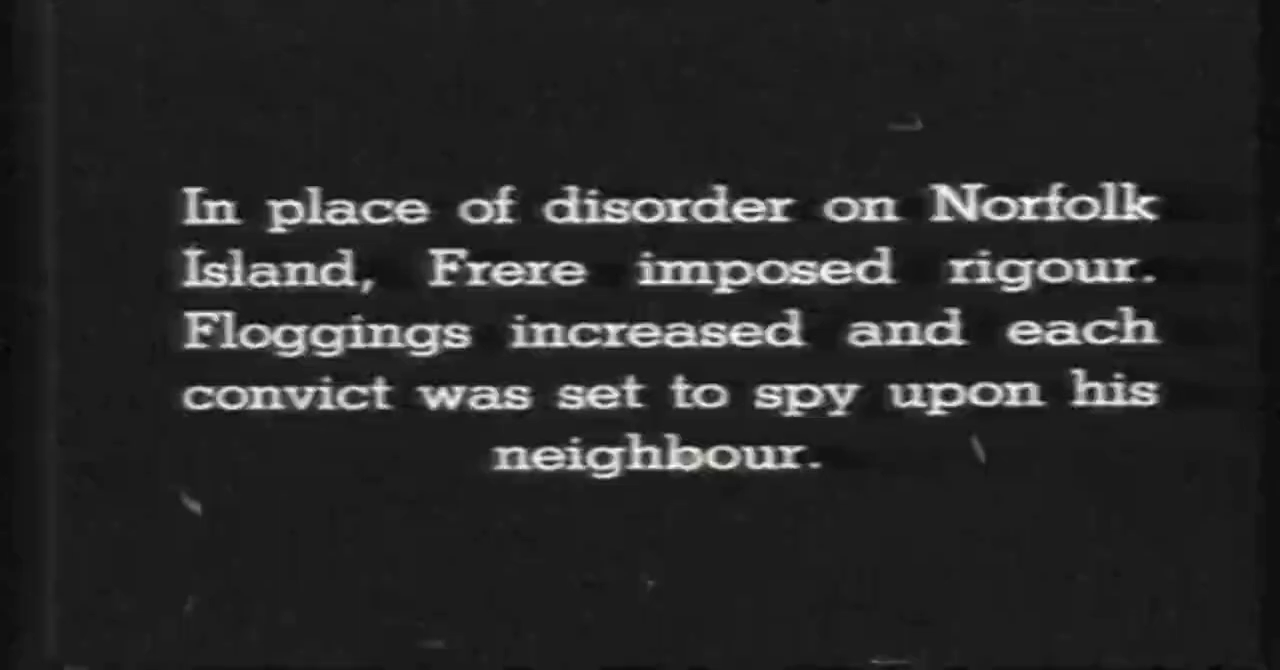 In place of disorder on Norfolk
Island, Frere imposed rigour.
Floggings increased and each
convict was set to spy upon his
neighbour.